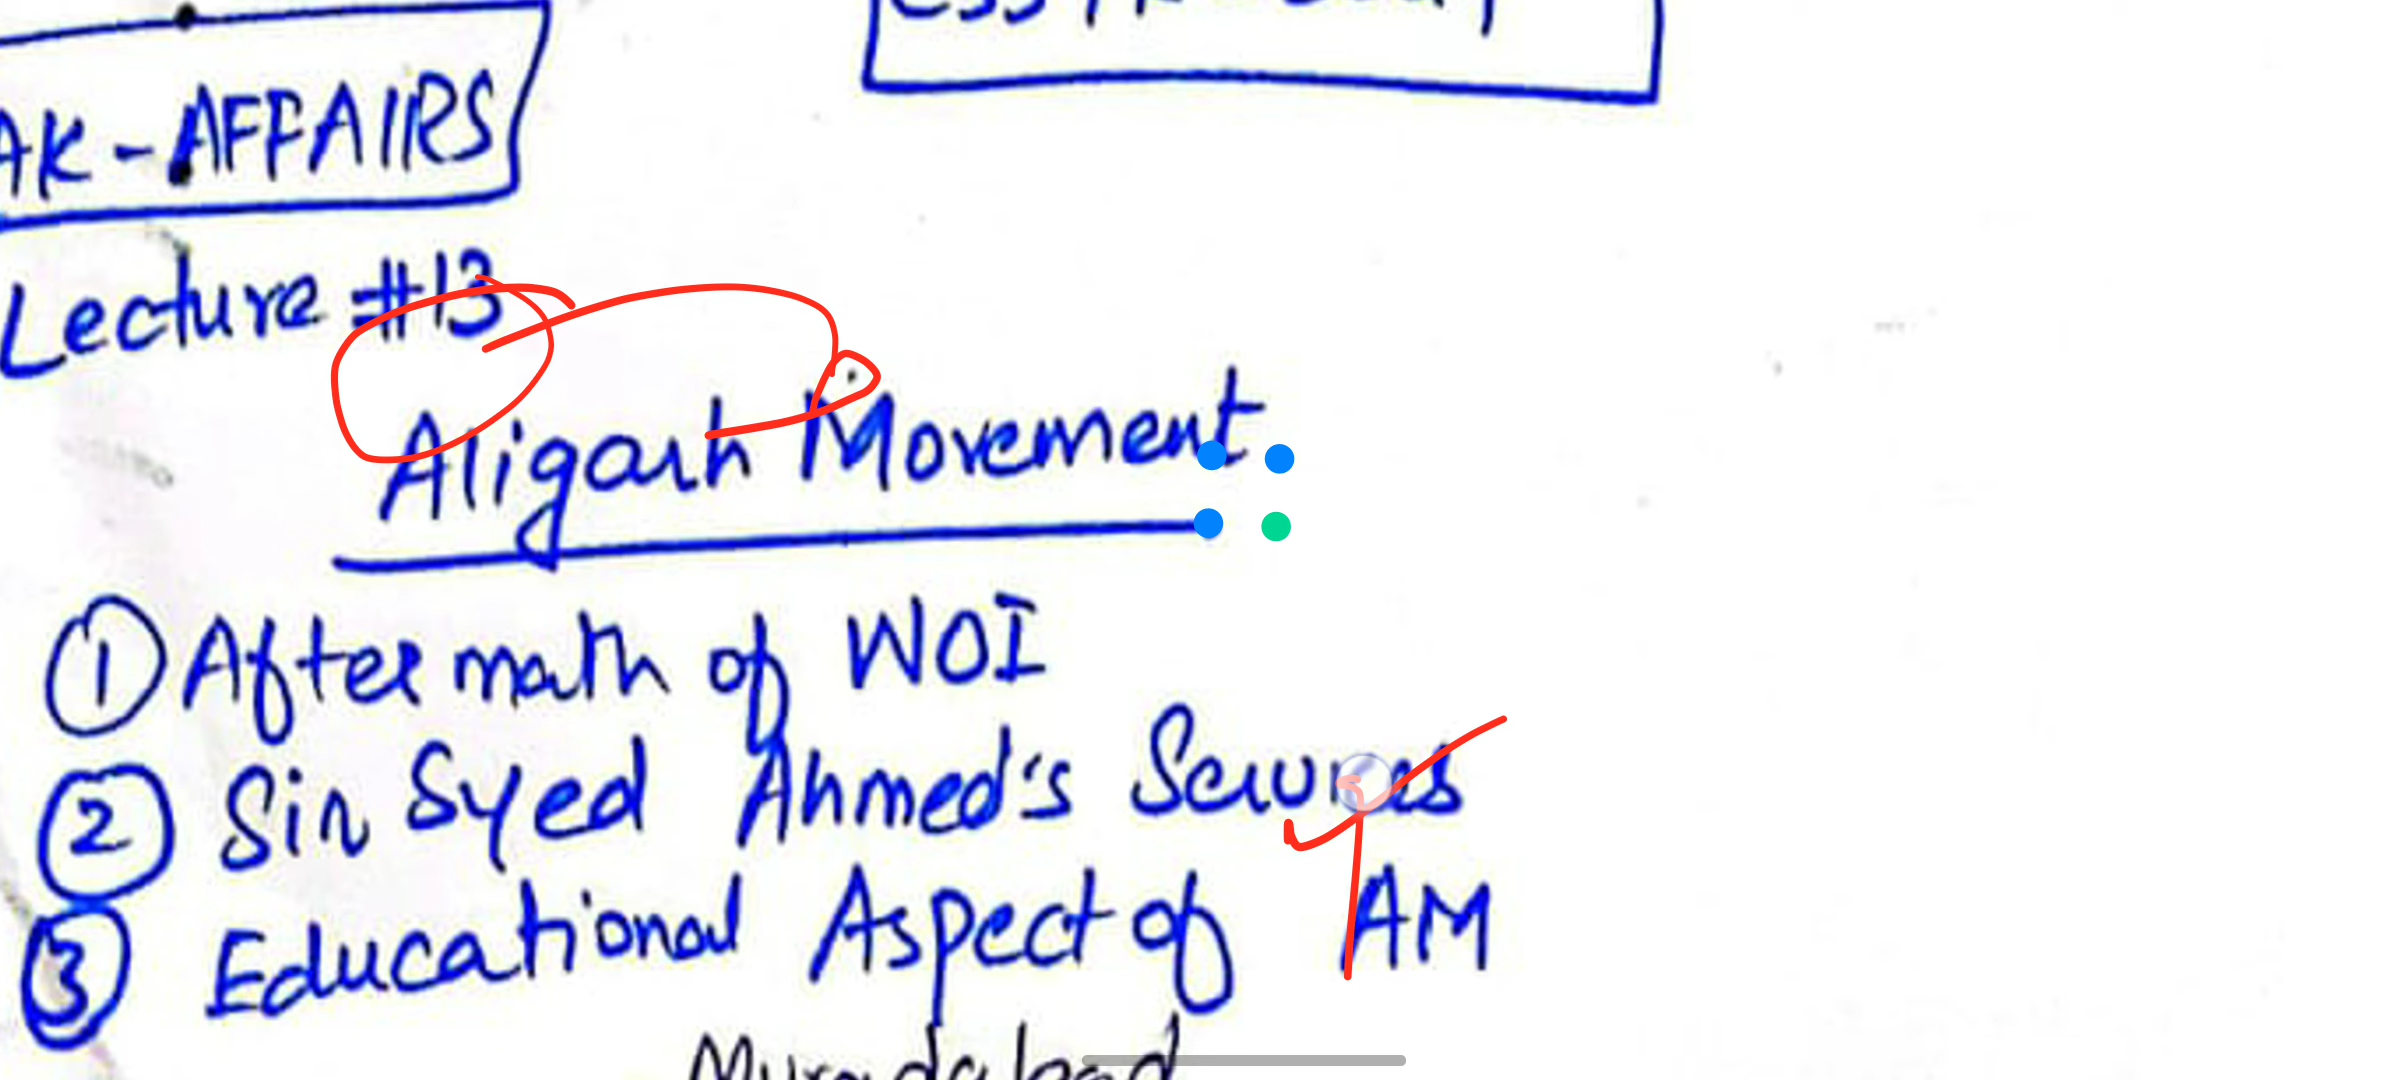 AK-AFFAIRS
Lecture #13
Aligarh Movement
① Aftermath of WOI
② Sir Syed Ahmed's Services
③ Educational Aspect of AM
Muradabad